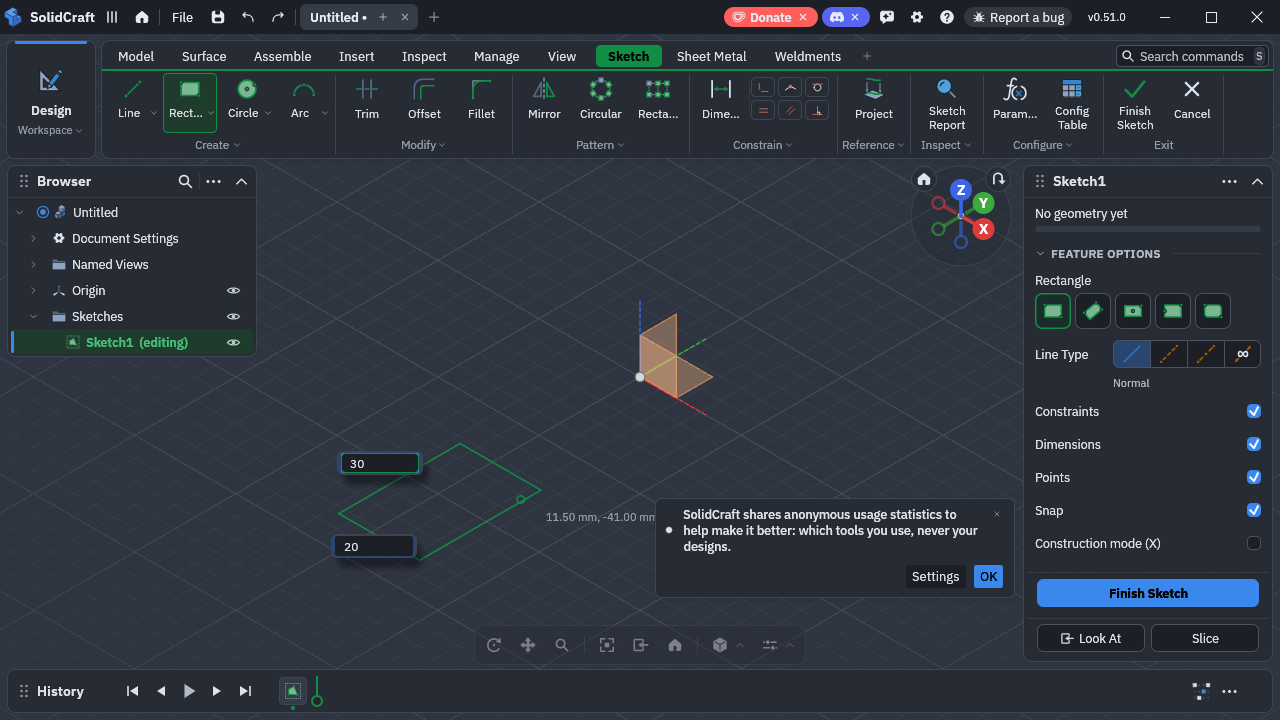 SolidCraft
File
Untitled •
Donate
Report a bug
v0.51.0
Design
Workspace
Model
Surface
Assemble
Insert
Inspect
Manage
View
Sketch
Sheet Metal
Weldments
Search commands
S
Line
Rect...
Circle
Arc
Create
Trim
Offset
Fillet
Modify
Mirror
Circular
Recta...
Pattern
Dime...
Constrain
Project
Reference
Sketch
Report
Inspect
Param...
Config
Table
Configure
Finish
Sketch
Cancel
Exit
Browser
Untitled
Document Settings
Named Views
Origin
Sketches
Sketch1 (editing)
Z
Y
X
30
20
11.50 mm, -41.00 mm
SolidCraft shares anonymous usage statistics to
help make it better: which tools you use, never your
designs.
Settings
OK
Sketch1
No geometry yet
FEATURE OPTIONS
Rectangle
Line Type
Normal
Constraints
Dimensions
Points
Snap
Construction mode (X)
Finish Sketch
Look At
Slice
History